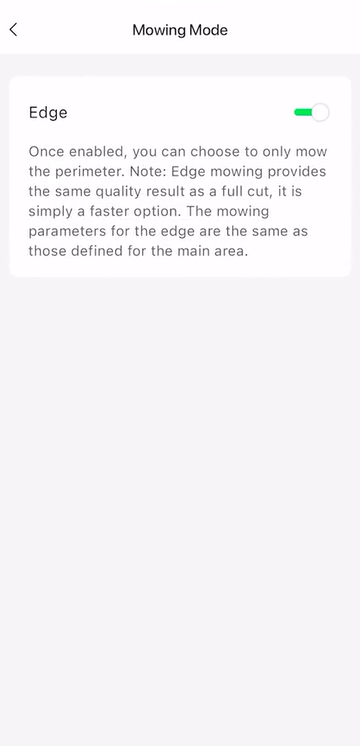 Mowing Mode
Edge
Once enabled, you can choose to only mow
the perimeter. Note: Edge mowing provides
the same quality result as a full cut, it is
simply a faster option. The mowing
parameters for the edge are the same as
those defined for the main area.